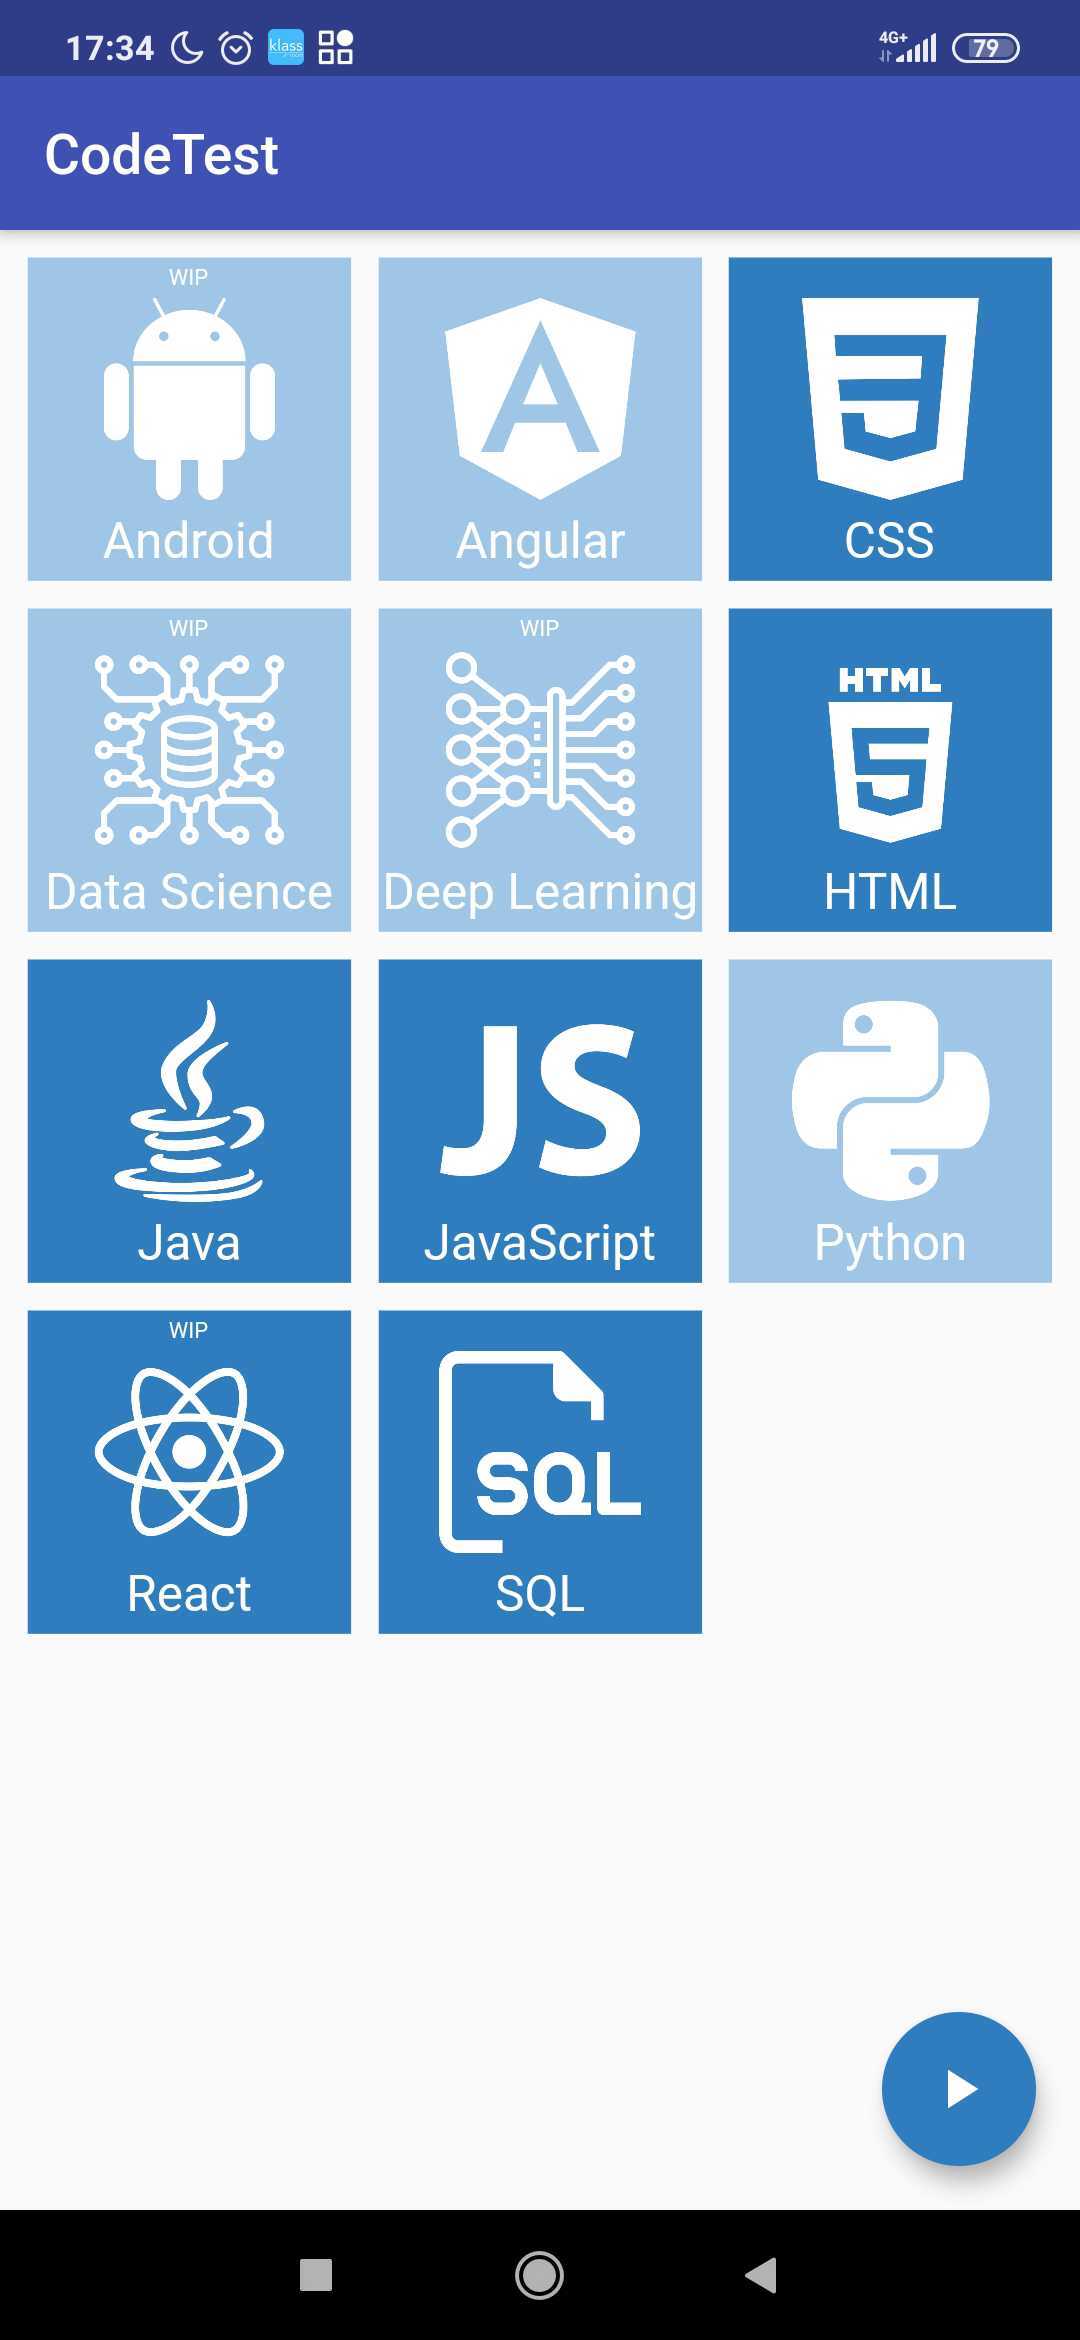 17:34
klass
4G+
79
CodeTest
WIP
Android
Angular
CSS
WIP
Data Science
WIP
Deep Learning
HTML
HTML
Java
JS
JavaScript
Python
WIP
React
SQL
SQL